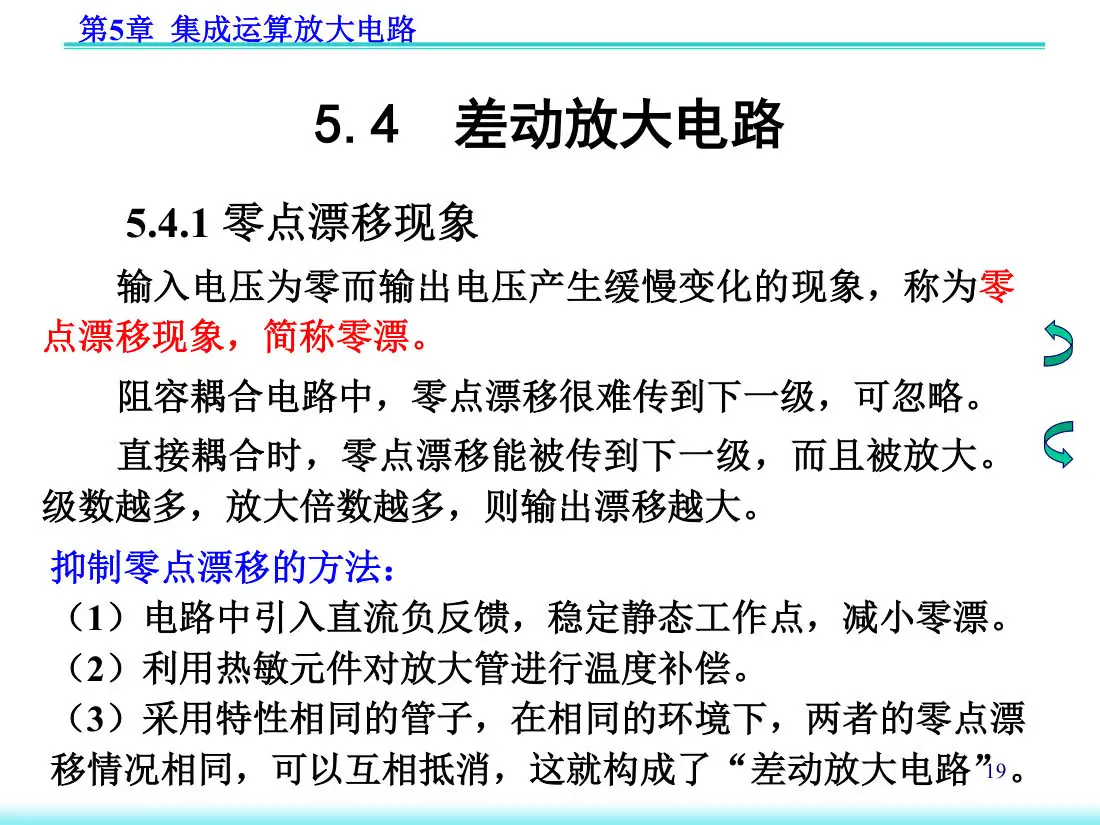 第5章 集成运算放大电路
5.4 差动放大电路
5.4.1 零点漂移现象
输入电压为零而输出电压产生缓慢变化的现象，称为零
点漂移现象，简称零漂。
阻容耦合电路中，零点漂移很难传到下一级，可忽略。
直接耦合时，零点漂移能被传到下一级，而且被放大。
级数越多，放大倍数越多，则输出漂移越大。
抑制零点漂移的方法：
（1）电路中引入直流负反馈，稳定静态工作点，减小零漂。
（2）利用热敏元件对放大管进行温度补偿。
（3）采用特性相同的管子，在相同的环境下，两者的零点漂
移情况相同，可以互相抵消，这就构成了“差动放大电路”。
19